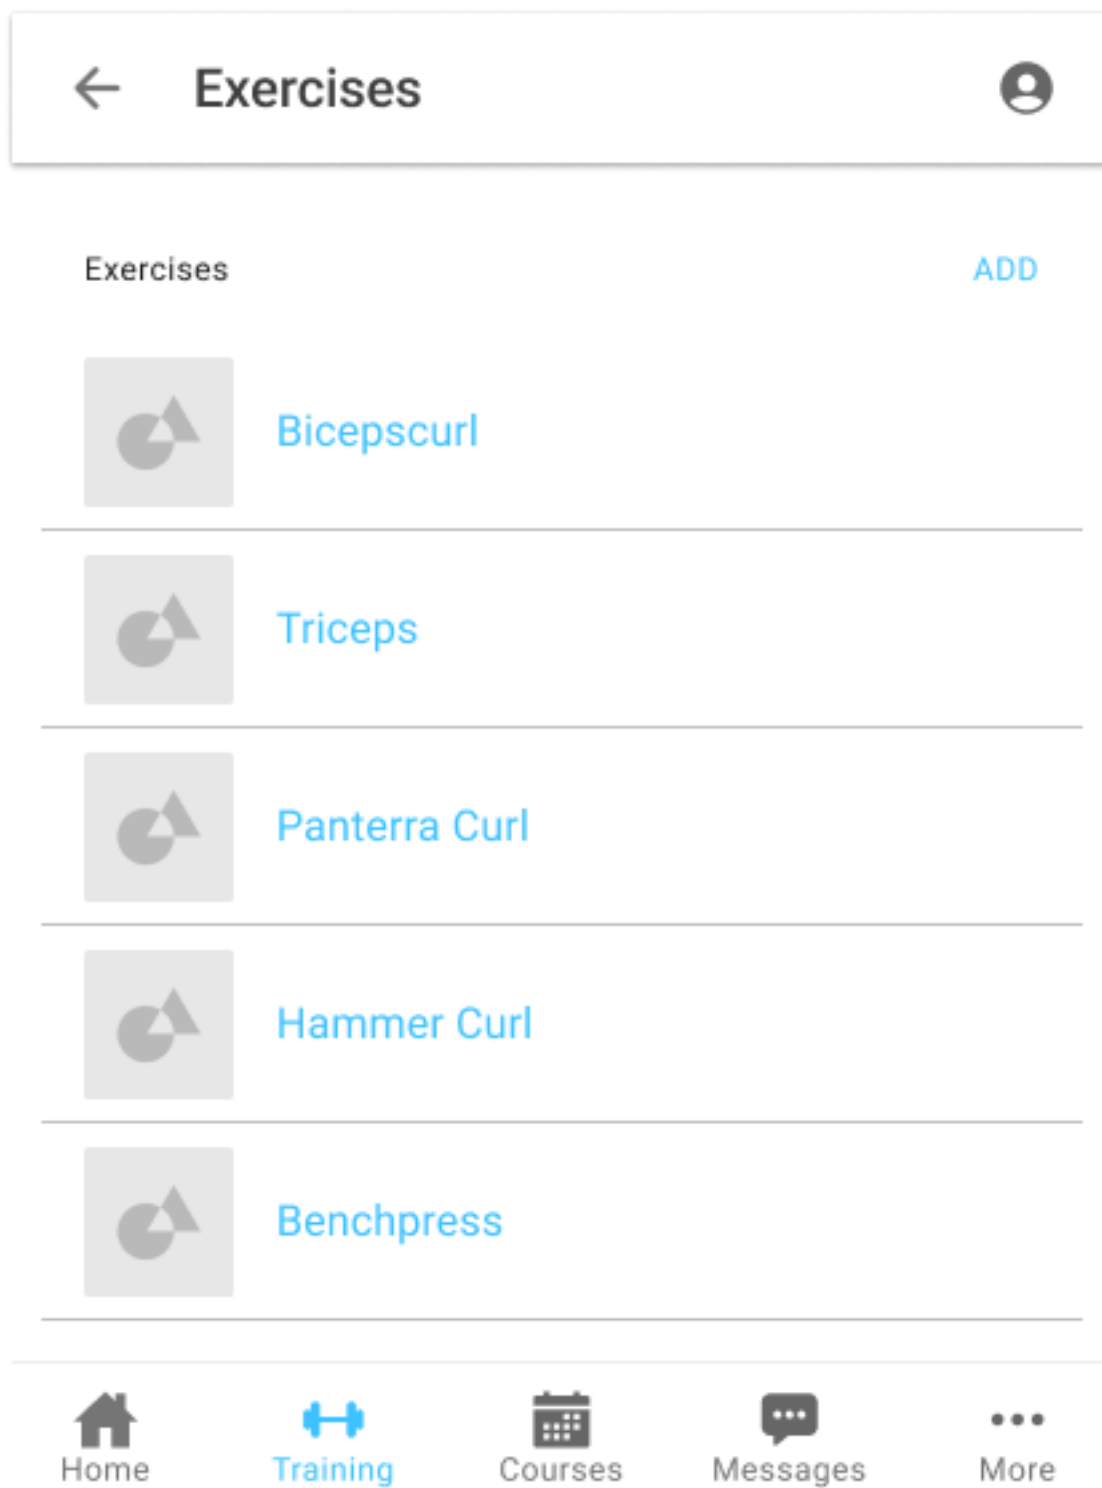 Exercises
Exercises ADD
Bicepscurl
Triceps
Panterra Curl
Hammer Curl
Benchpress
Home Training Courses Messages More